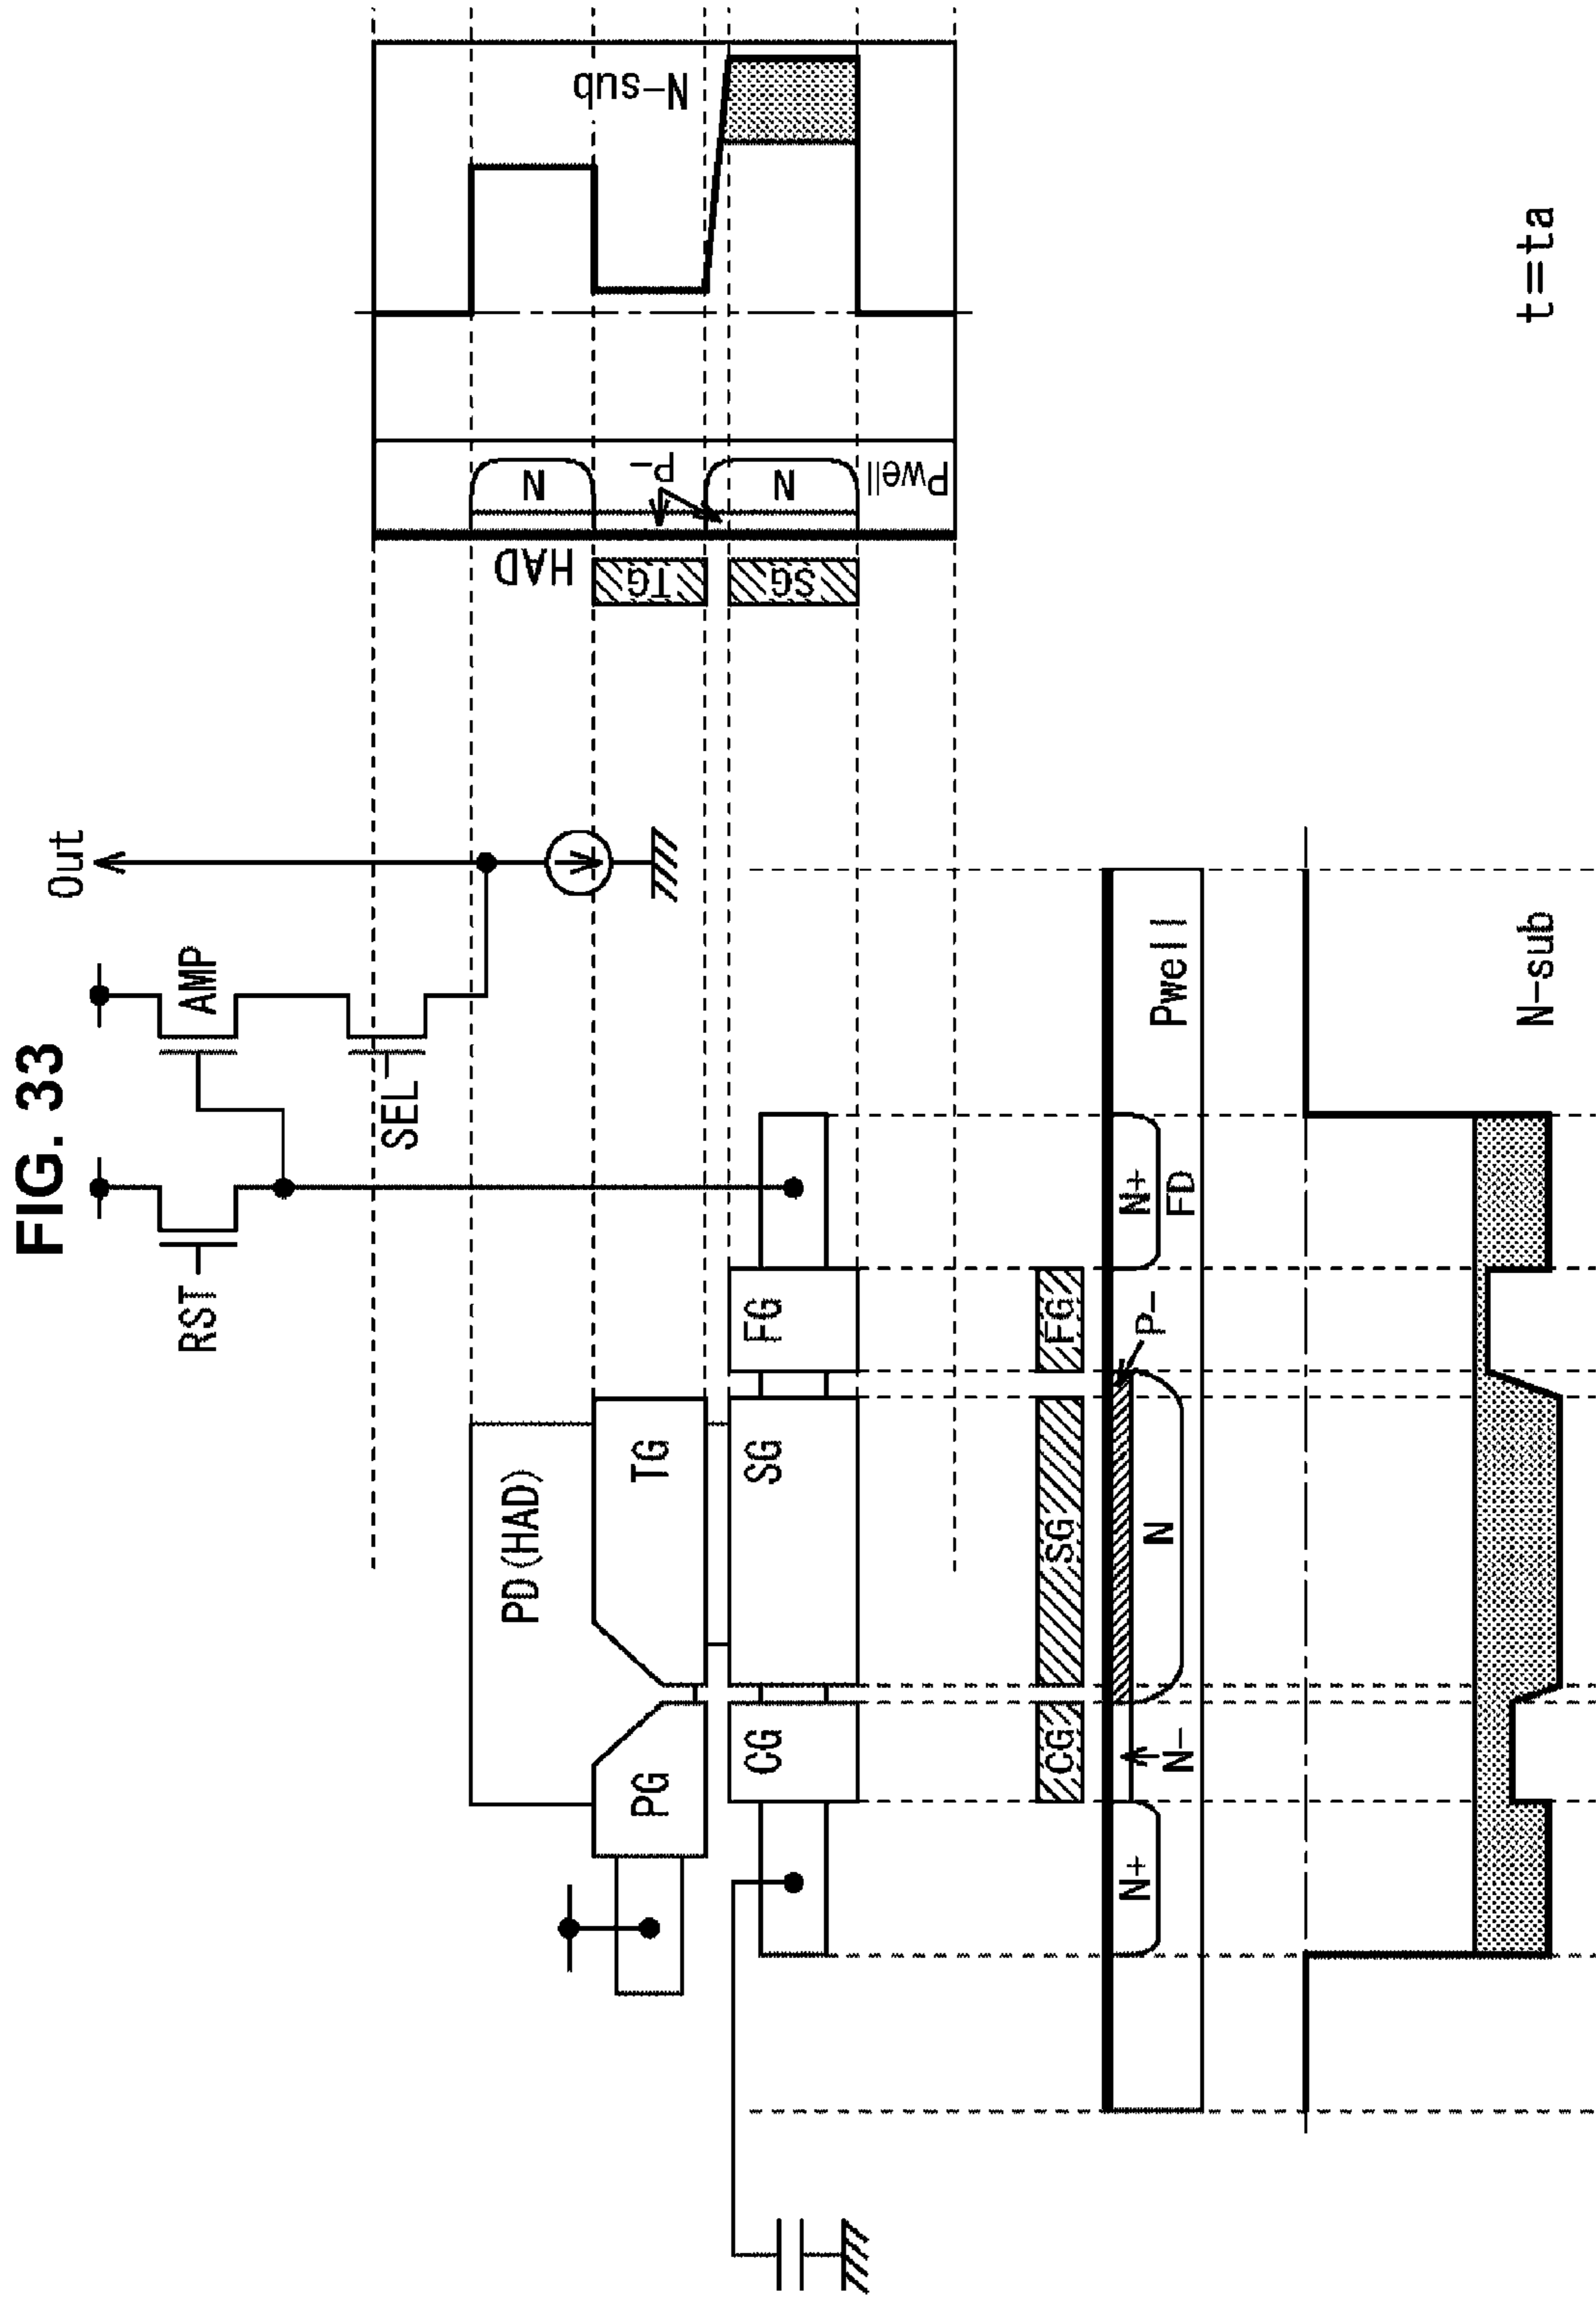 FIG. 33
RST
AMP
SEL
Out
PD(HAD)
PG
TG
CG
SG
FG
HAD
TG
SG
N
P-
N
Pwell
N-sub
CG
SG
FG
N+
N-
N
P-
N+
FD
Pwell
N-sub
t=ta